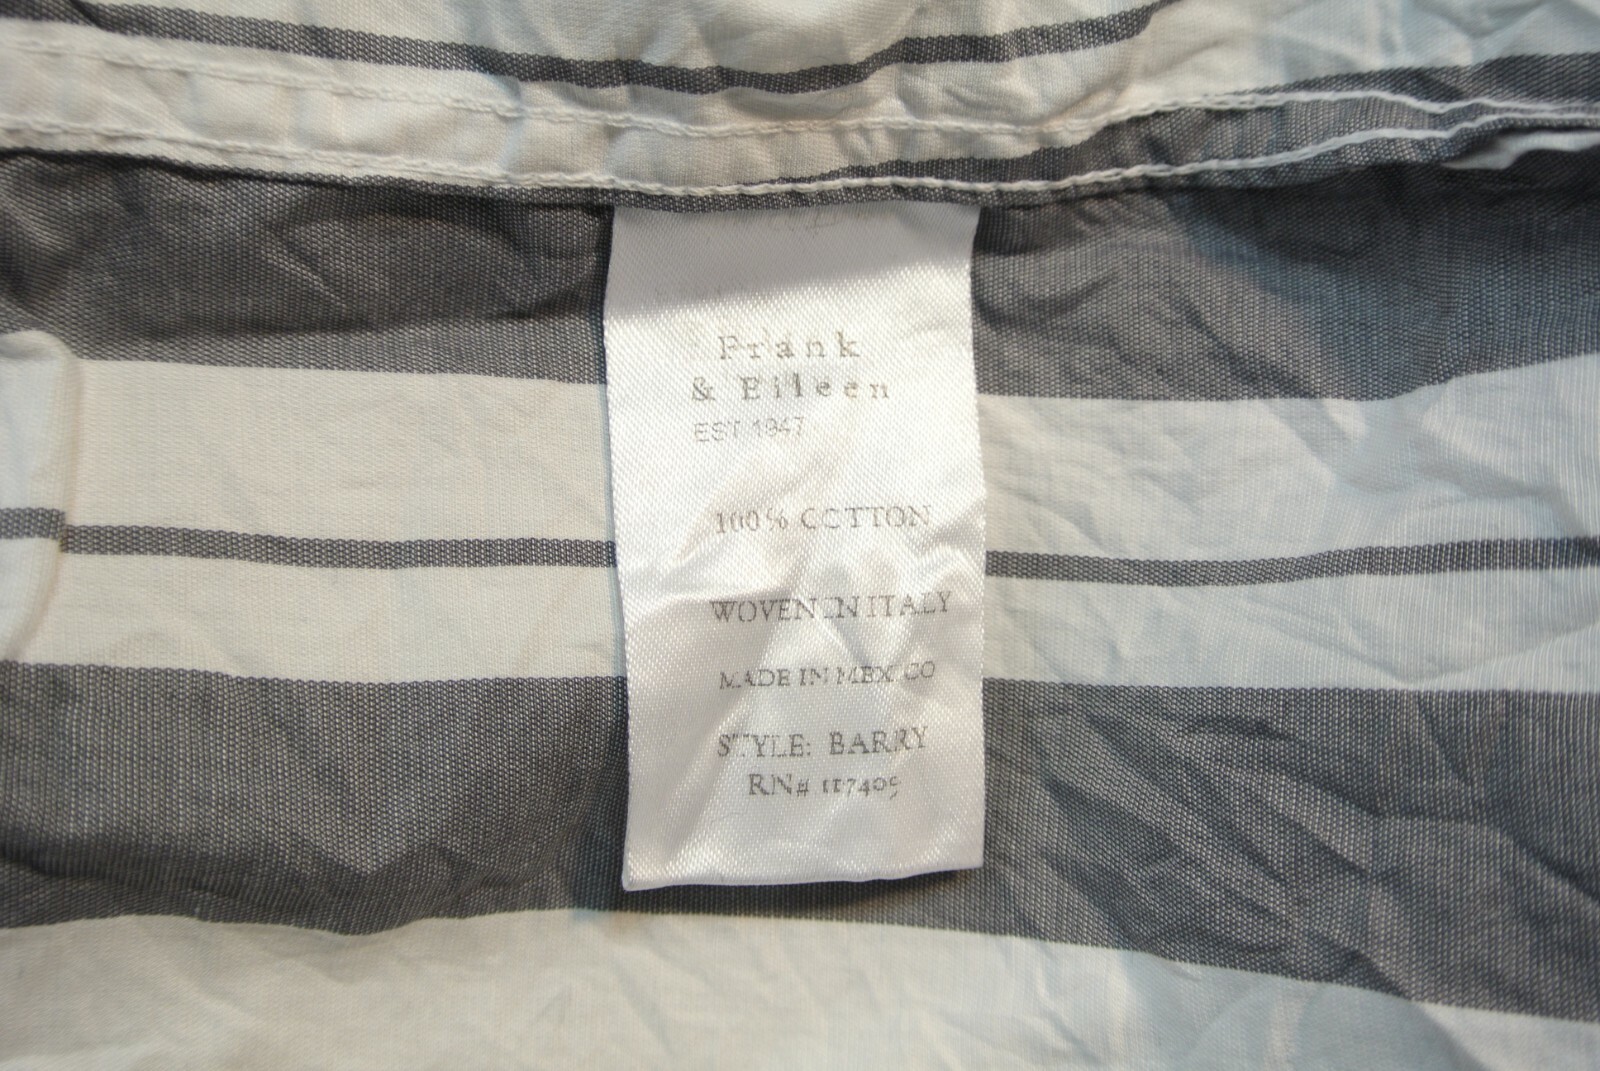 Frank
& Eileen
EST 1947
100% COTTON
WOVEN IN ITALY
MADE IN MEXICO
STYLE: BARRY
RN# 117405